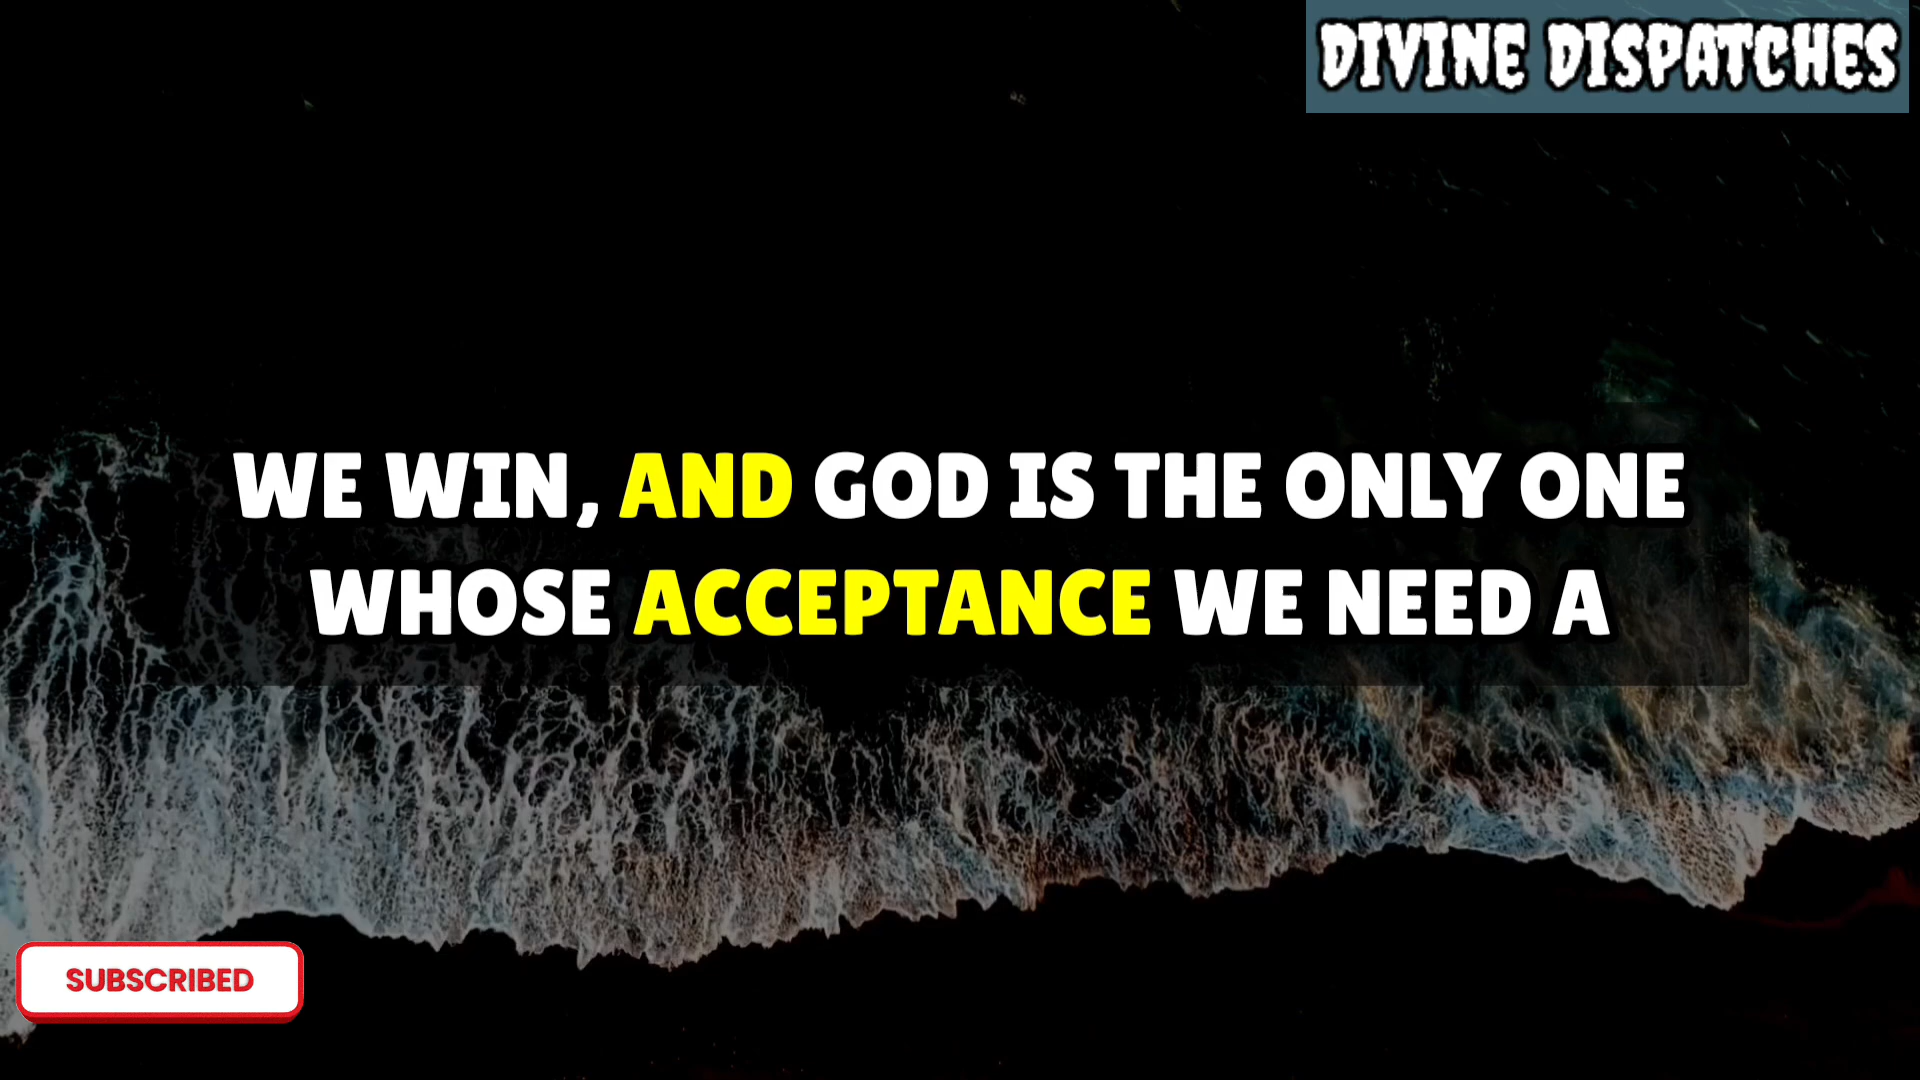 DIVINE DISPATCHES
WE WIN, AND GOD IS THE ONLY ONE
WHOSE ACCEPTANCE WE NEED A
SUBSCRIBED